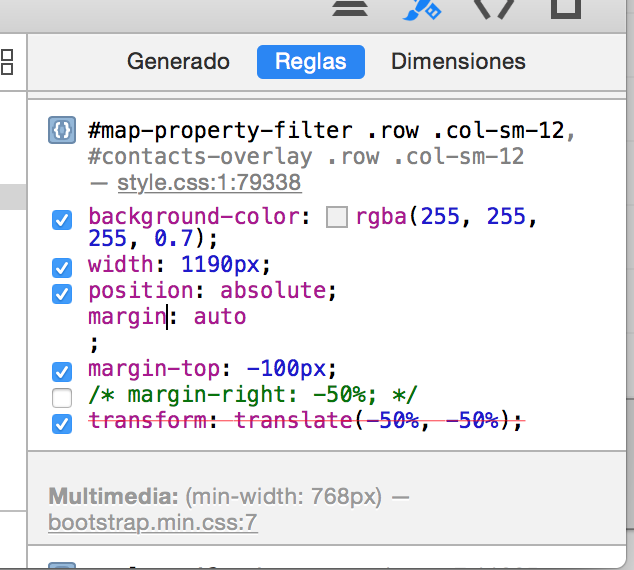 Generado Reglas Dimensiones
#map-property-filter .row .col-sm-12,
#contacts-overlay .row .col-sm-12
— style.css:1:79338
background-color: rgba(255, 255,
255, 0.7);
width: 1190px;
position: absolute;
margin: auto
;
margin-top: -100px;
/* margin-right: -50%; */
transform: translate(-50%, -50%);
Multimedia: (min-width: 768px) —
bootstrap.min.css:7